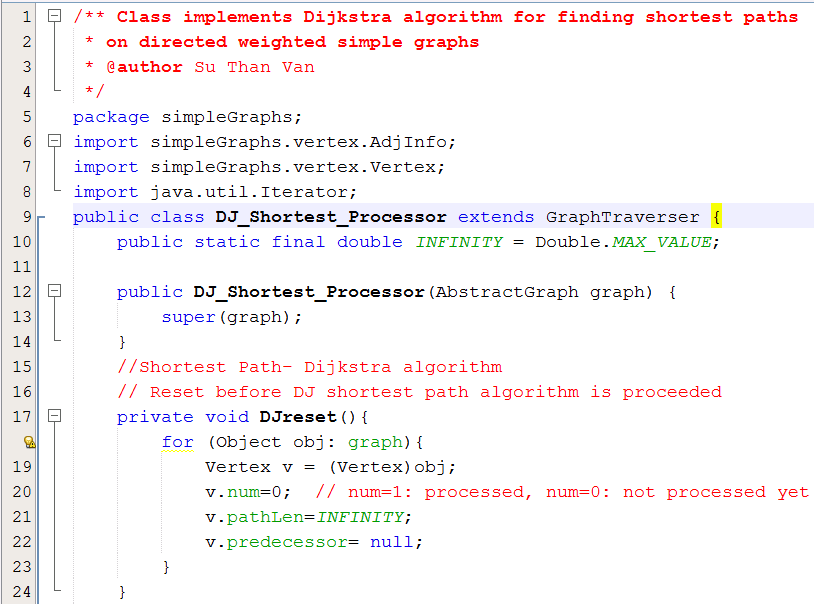 1 /** Class implements Dijkstra algorithm for finding shortest paths
2 * on directed weighted simple graphs
3 * @author Su Than Van
4 */
5 package simpleGraphs;
6 import simpleGraphs.vertex.AdjInfo;
7 import simpleGraphs.vertex.Vertex;
8 import java.util.Iterator;
9 public class DJ_Shortest_Processor extends GraphTraverser {
10 public static final double INFINITY = Double.MAX_VALUE;
11
12 public DJ_Shortest_Processor(AbstractGraph graph) {
13 super(graph);
14 }
15 //Shortest Path- Dijkstra algorithm
16 // Reset before DJ shortest path algorithm is proceeded
17 private void DJreset(){
for (Object obj: graph){
19 Vertex v = (Vertex)obj;
20 v.num=0; // num=1: processed, num=0: not processed yet
21 v.pathLen=INFINITY;
22 v.predecessor= null;
23 }
24 }